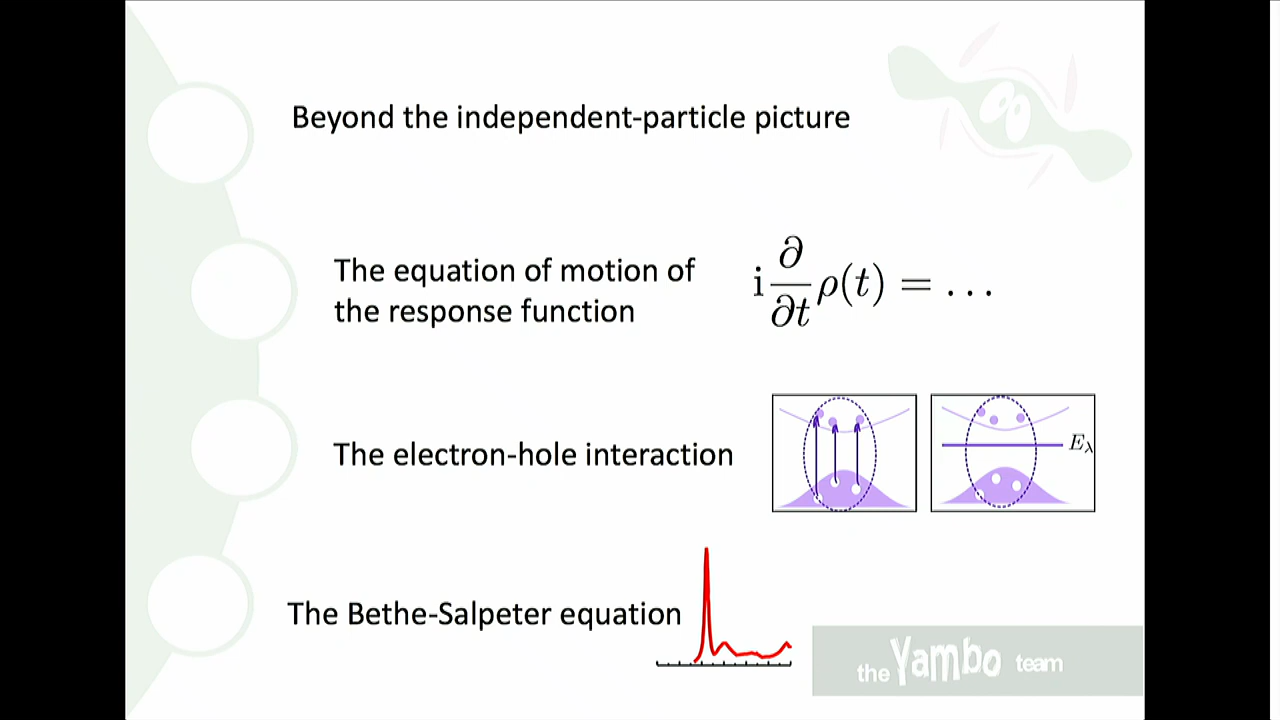 Beyond the independent-particle picture
The equation of motion of
the response function
i ∂/∂t ρ(t) = ...
The electron-hole interaction
E_λ
The Bethe-Salpeter equation
the Yambo team